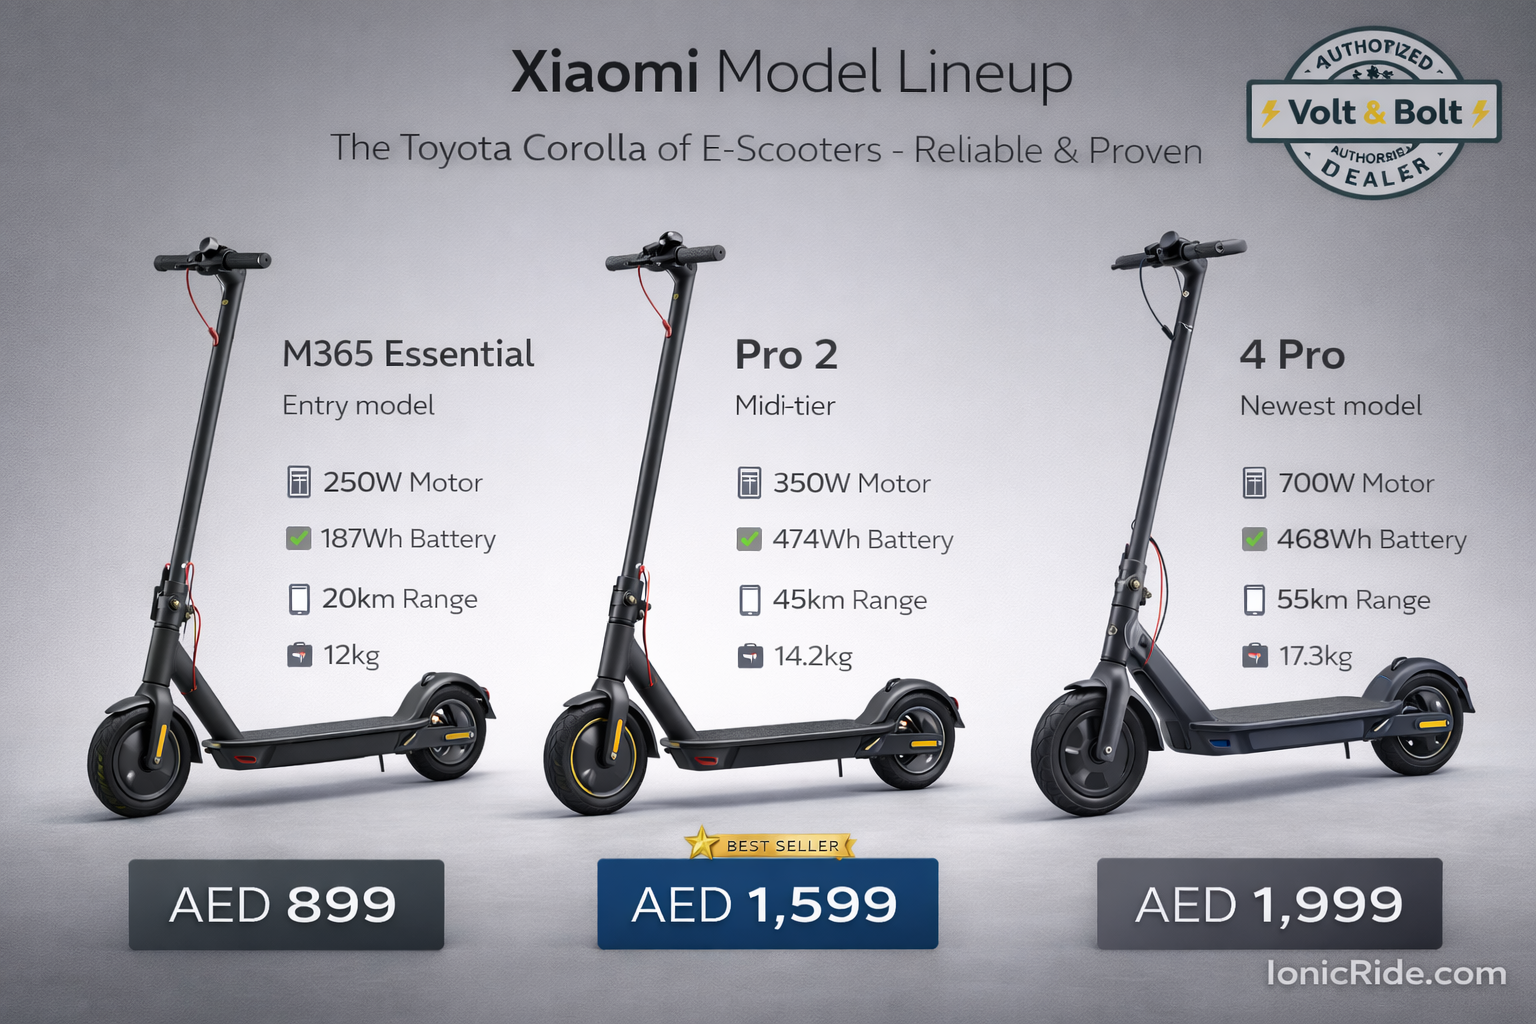 Xiaomi Model Lineup
The Toyota Corolla of E-Scooters - Reliable & Proven
AUTHOPIZED
Volt & Bolt
DEALER
M365 Essential
Entry model
250W Motor
187Wh Battery
20km Range
12kg
AED 899
Pro 2
Midi-tier
350W Motor
474Wh Battery
45km Range
14.2kg
BEST SELLER
AED 1,599
4 Pro
Newest model
700W Motor
468Wh Battery
55km Range
17.3kg
AED 1,999
IonicRide.com